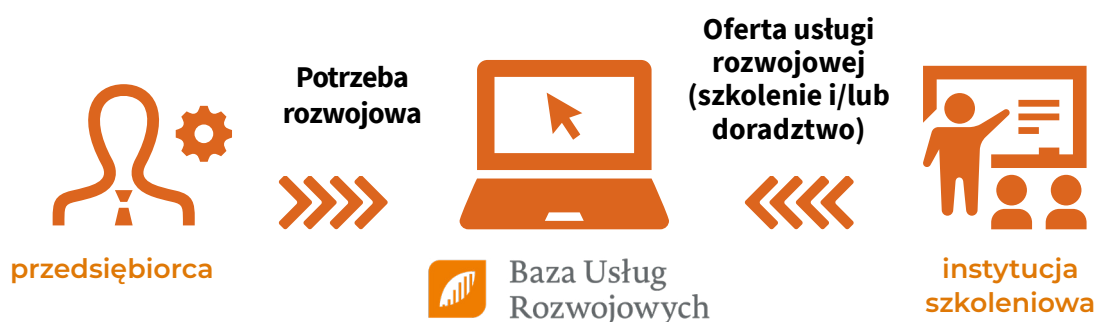 Potrzeba
rozwojowa
Oferta usługi
rozwojowej
(szkolenie i/lub
doradztwo)
przedsiębiorca
Baza Usług
Rozwojowych
instytucja
szkoleniowa